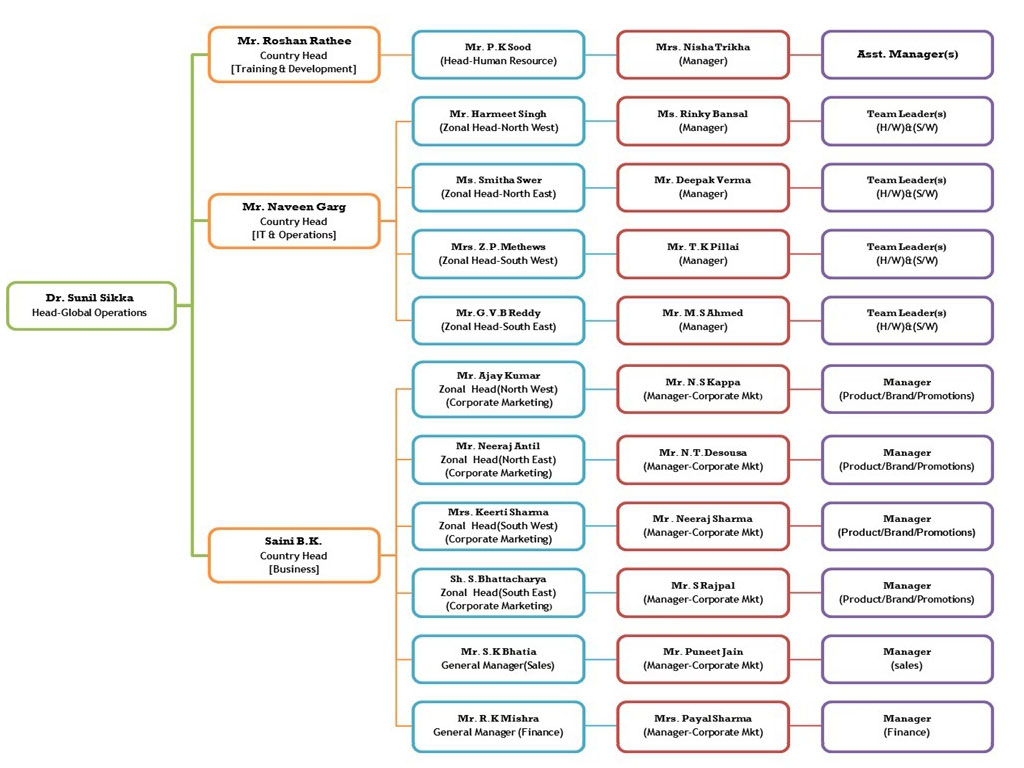 Mr. Roshan Rathee
Country Head
[Training & Development]
Mr. P.K Sood
(Head-Human Resource)
Mrs. Nisha Trikha
(Manager)
Asst. Manager(s)
Mr. Harmeet Singh
(Zonal Head-North West)
Ms. Rinky Bansal
(Manager)
Team Leader(s)
(H/W)&(S/W)
Ms. Smitha Swer
(Zonal Head-North East)
Mr. Deepak Verma
(Manager)
Team Leader(s)
(H/W)&(S/W)
Mr. Naveen Garg
Country Head
[IT & Operations]
Mrs. Z.P.Methews
(Zonal Head-South West)
Mr. T.K Pillai
(Manager)
Team Leader(s)
(H/W)&(S/W)
Dr. Sunil Sikka
Head-Global Operations
Mr.G.V.B Reddy
(Zonal Head-South East)
Mr. M.S Ahmed
(Manager)
Team Leader(s)
(H/W)&(S/W)
Mr. Ajay Kumar
Zonal Head(North West)
(Corporate Marketing)
Mr. N.S Kappa
(Manager-Corporate Mkt)
Manager
(Product/Brand/Promotions)
Mr. Neeraj Antil
Zonal Head(North East)
(Corporate Marketing)
Mr. N.T.Desousa
(Manager-Corporate Mkt)
Manager
(Product/Brand/Promotions)
Mrs. Keerti Sharma
Zonal Head(South West)
(Corporate Marketing)
Mr. Neeraj Sharma
(Manager-Corporate Mkt)
Manager
(Product/Brand/Promotions)
Saini B.K.
Country Head
[Business]
Sh. S.Bhattacharya
Zonal Head(South East)
(Corporate Marketing)
Mr. S Rajpal
(Manager-Corporate Mkt)
Manager
(Product/Brand/Promotions)
Mr. S.K Bhatia
General Manager(Sales)
Mr. Puneet Jain
(Manager-Corporate Mkt)
Manager
(sales)
Mr. R.K Mishra
General Manager (Finance)
Mrs. Payal Sharma
(Manager-Corporate Mkt)
Manager
(Finance)